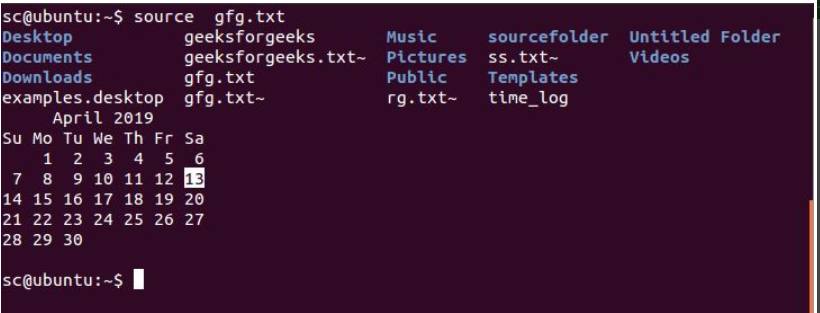 sc@ubuntu:~$ source  gfg.txt
Desktop           geeksforgeeks       Music     sourcefolder  Untitled Folder
Documents         geeksforgeeks.txt~  Pictures  ss.txt~       Videos
Downloads         gfg.txt             Public    Templates
examples.desktop  gfg.txt~            rg.txt~   time_log
     April 2019
Su Mo Tu We Th Fr Sa
    1  2  3  4  5  6
 7  8  9 10 11 12 13
14 15 16 17 18 19 20
21 22 23 24 25 26 27
28 29 30
sc@ubuntu:~$